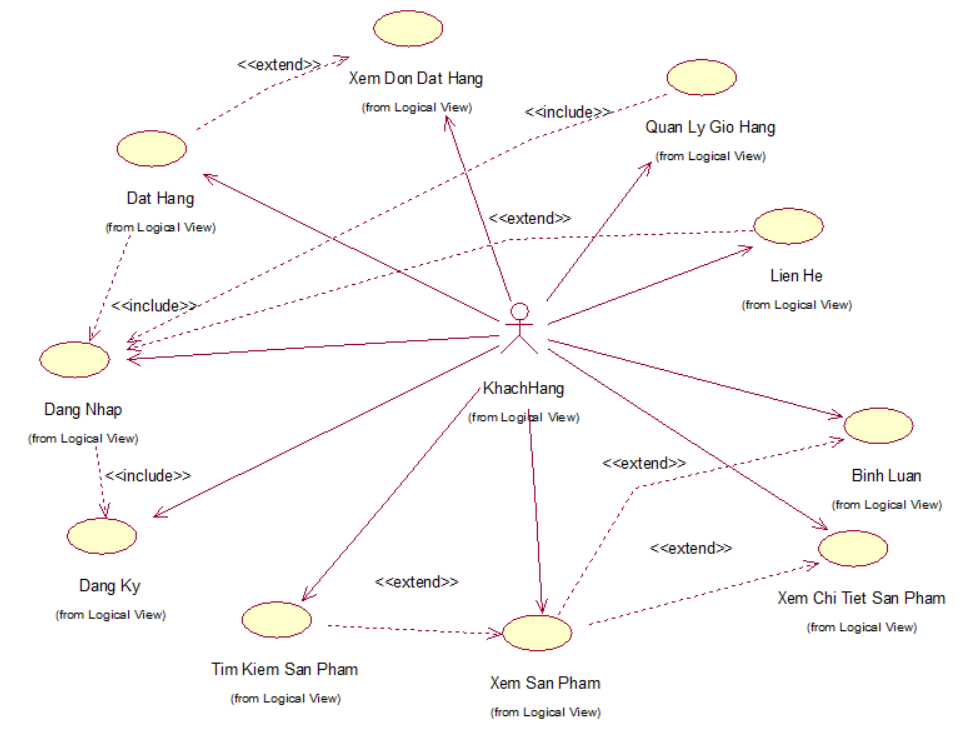 <<extend>>
Xem Don Dat Hang
(from Logical View)
<<include>>
Quan Ly Gio Hang
(from Logical View)
Dat Hang
(from Logical View)
<<extend>>
Lien He
(from Logical View)
<<include>>
Dang Nhap
(from Logical View)
KhachHang
(from Logical View)
<<include>>
<<extend>>
Binh Luan
(from Logical View)
Dang Ky
(from Logical View)
<<extend>>
<<extend>>
Xem Chi Tiet San Pham
(from Logical View)
Tim Kiem San Pham
(from Logical View)
Xem San Pham
(from Logical View)